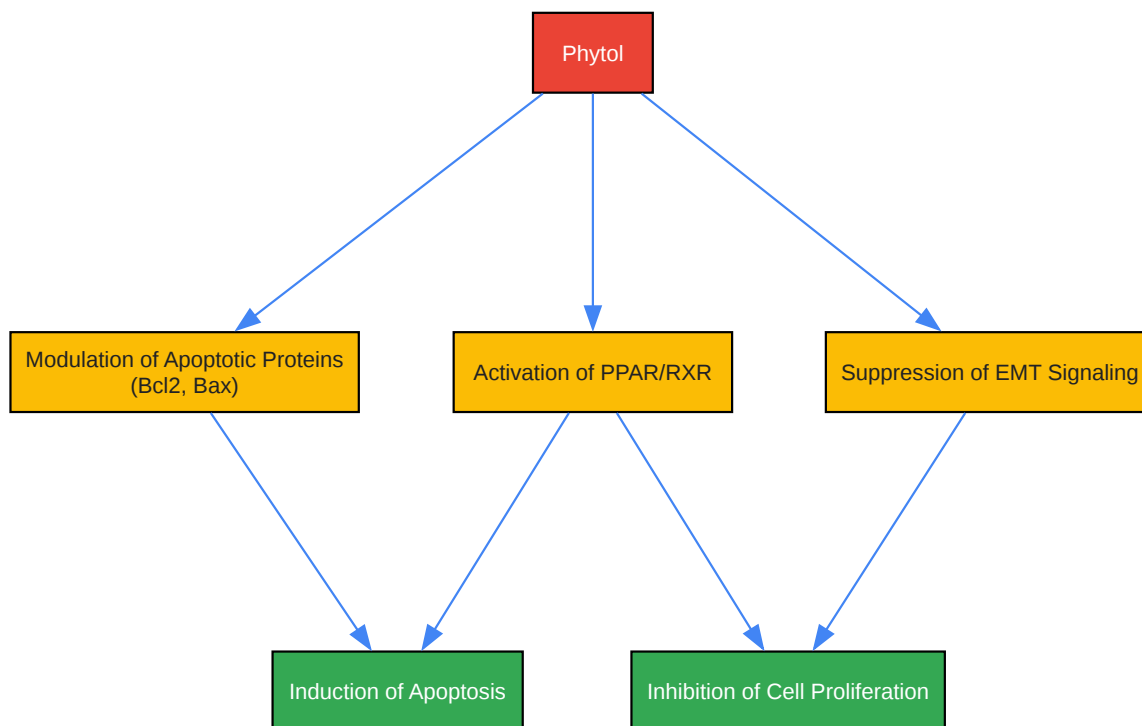 Phytol
Modulation of Apoptotic Proteins
(Bcl2, Bax)
Activation of PPAR/RXR
Suppression of EMT Signaling
Induction of Apoptosis
Inhibition of Cell Proliferation